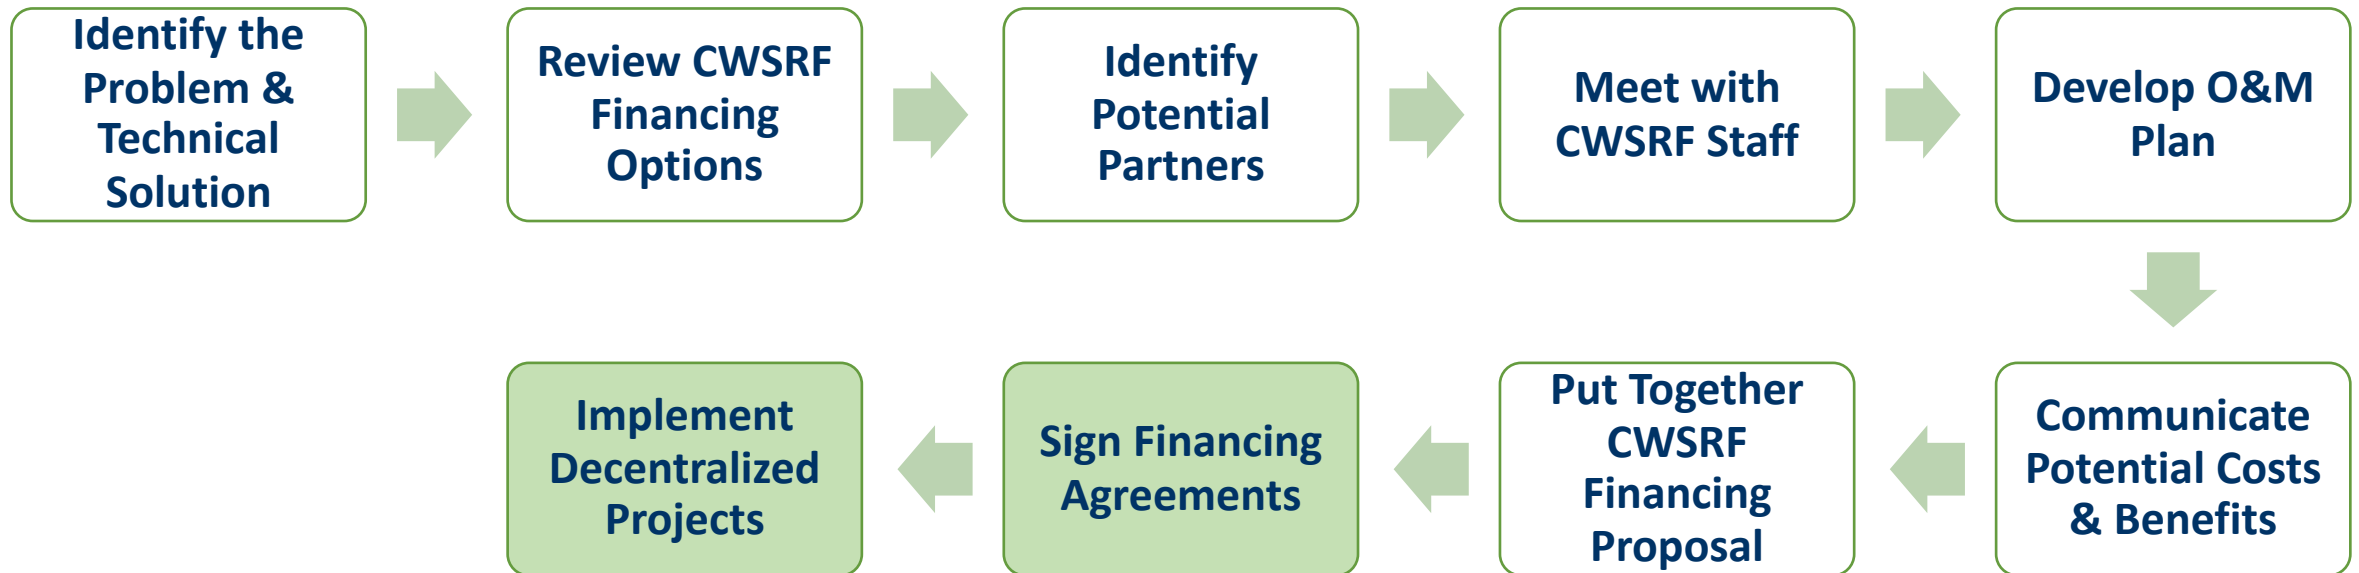 Identify the
Problem &
Technical
Solution
Review CWSRF
Financing
Options
Identify
Potential
Partners
Meet with
CWSRF Staff
Develop O&M
Plan
Communicate
Potential Costs
& Benefits
Put Together
CWSRF
Financing
Proposal
Sign Financing
Agreements
Implement
Decentralized
Projects